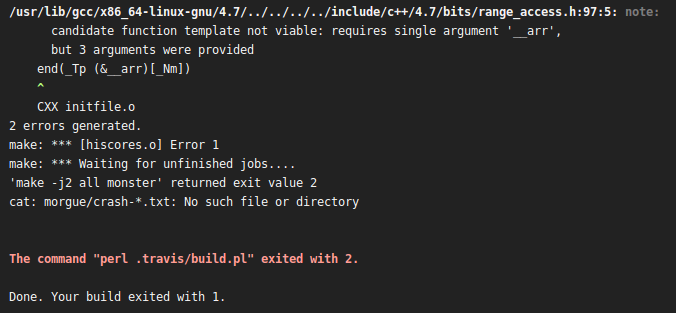 /usr/lib/gcc/x86_64-linux-gnu/4.7/../../../../include/c++/4.7/bits/range_access.h:97:5: note:
candidate function template not viable: requires single argument '__arr',
but 3 arguments were provided
end(_Tp (&__arr)[_Nm])
^
CXX initfile.o
2 errors generated.
make: *** [hiscores.o] Error 1
make: *** Waiting for unfinished jobs....
'make -j2 all monster' returned exit value 2
cat: morgue/crash-*.txt: No such file or directory
The command "perl .travis/build.pl" exited with 2.
Done. Your build exited with 1.